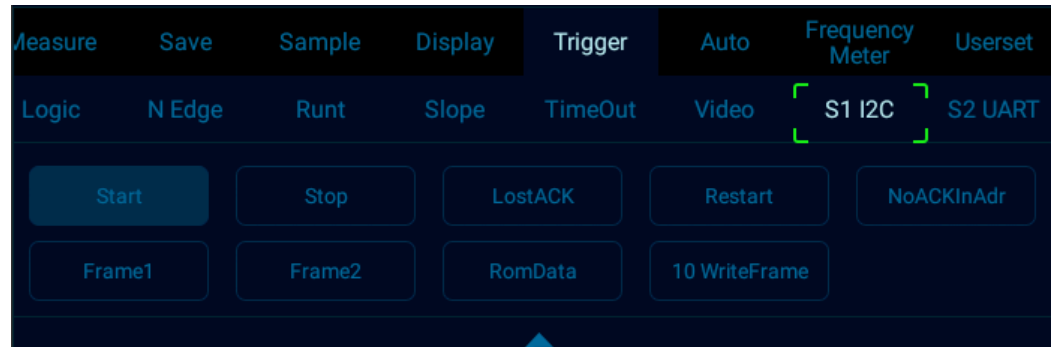 Measure Save Sample Display Trigger Auto Frequency Meter Userset
Logic N Edge Runt Slope TimeOut Video S1 I2C S2 UART
Start Stop LostACK Restart NoACKInAdr
Frame1 Frame2 RomData 10 WriteFrame